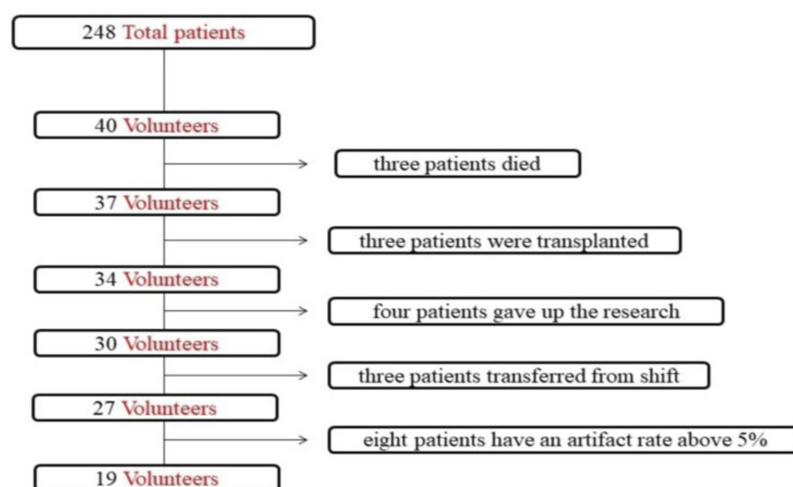 248 Total patients
40 Volunteers
three patients died
37 Volunteers
three patients were transplanted
34 Volunteers
four patients gave up the research
30 Volunteers
three patients transferred from shift
27 Volunteers
eight patients have an artifact rate above 5%
19 Volunteers